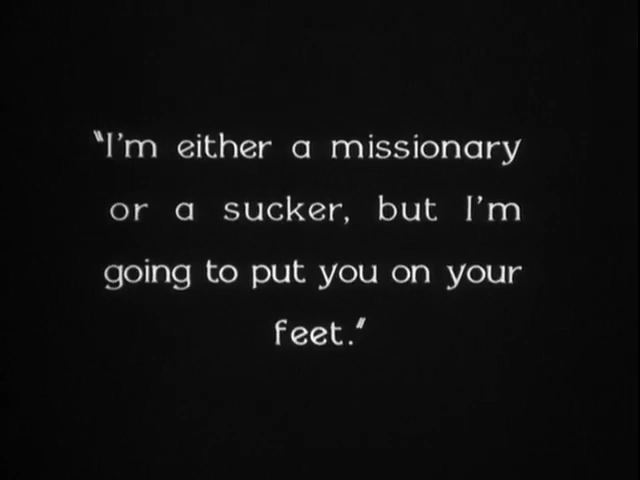 "I'm either a missionary
or a sucker, but I'm
going to put you on your
feet."